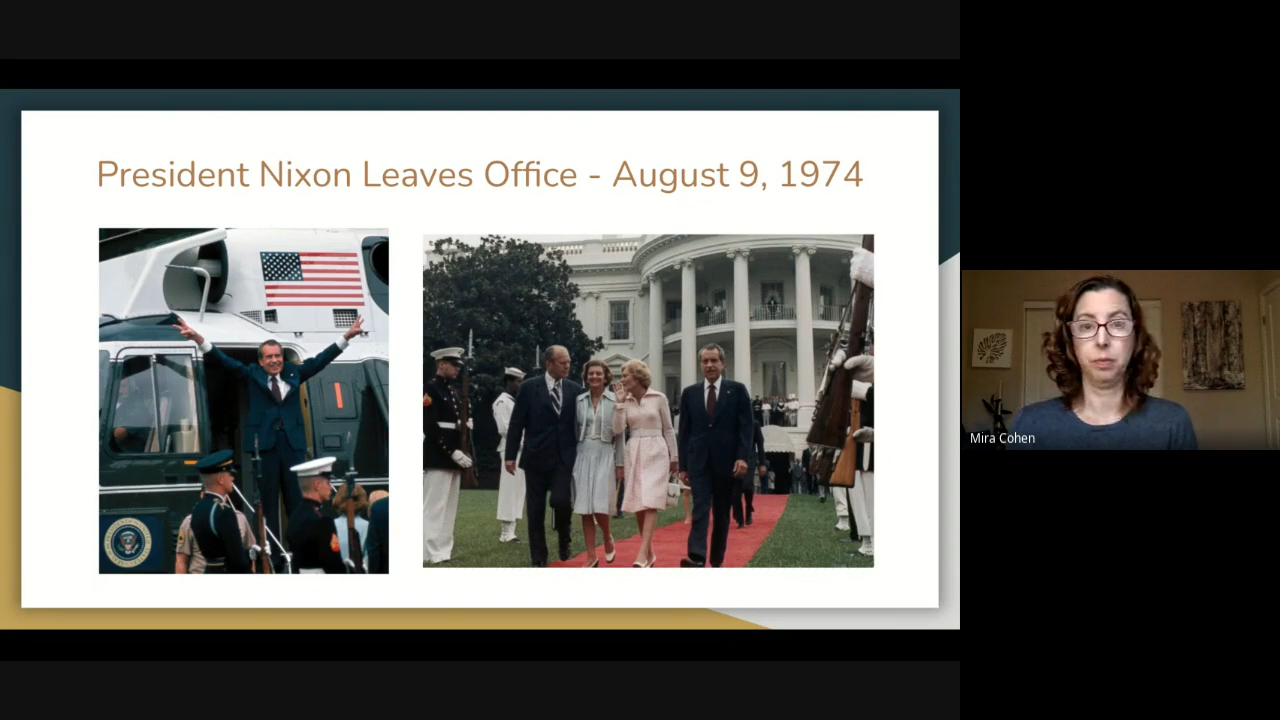 President Nixon Leaves Office - August 9, 1974
Mira Cohen